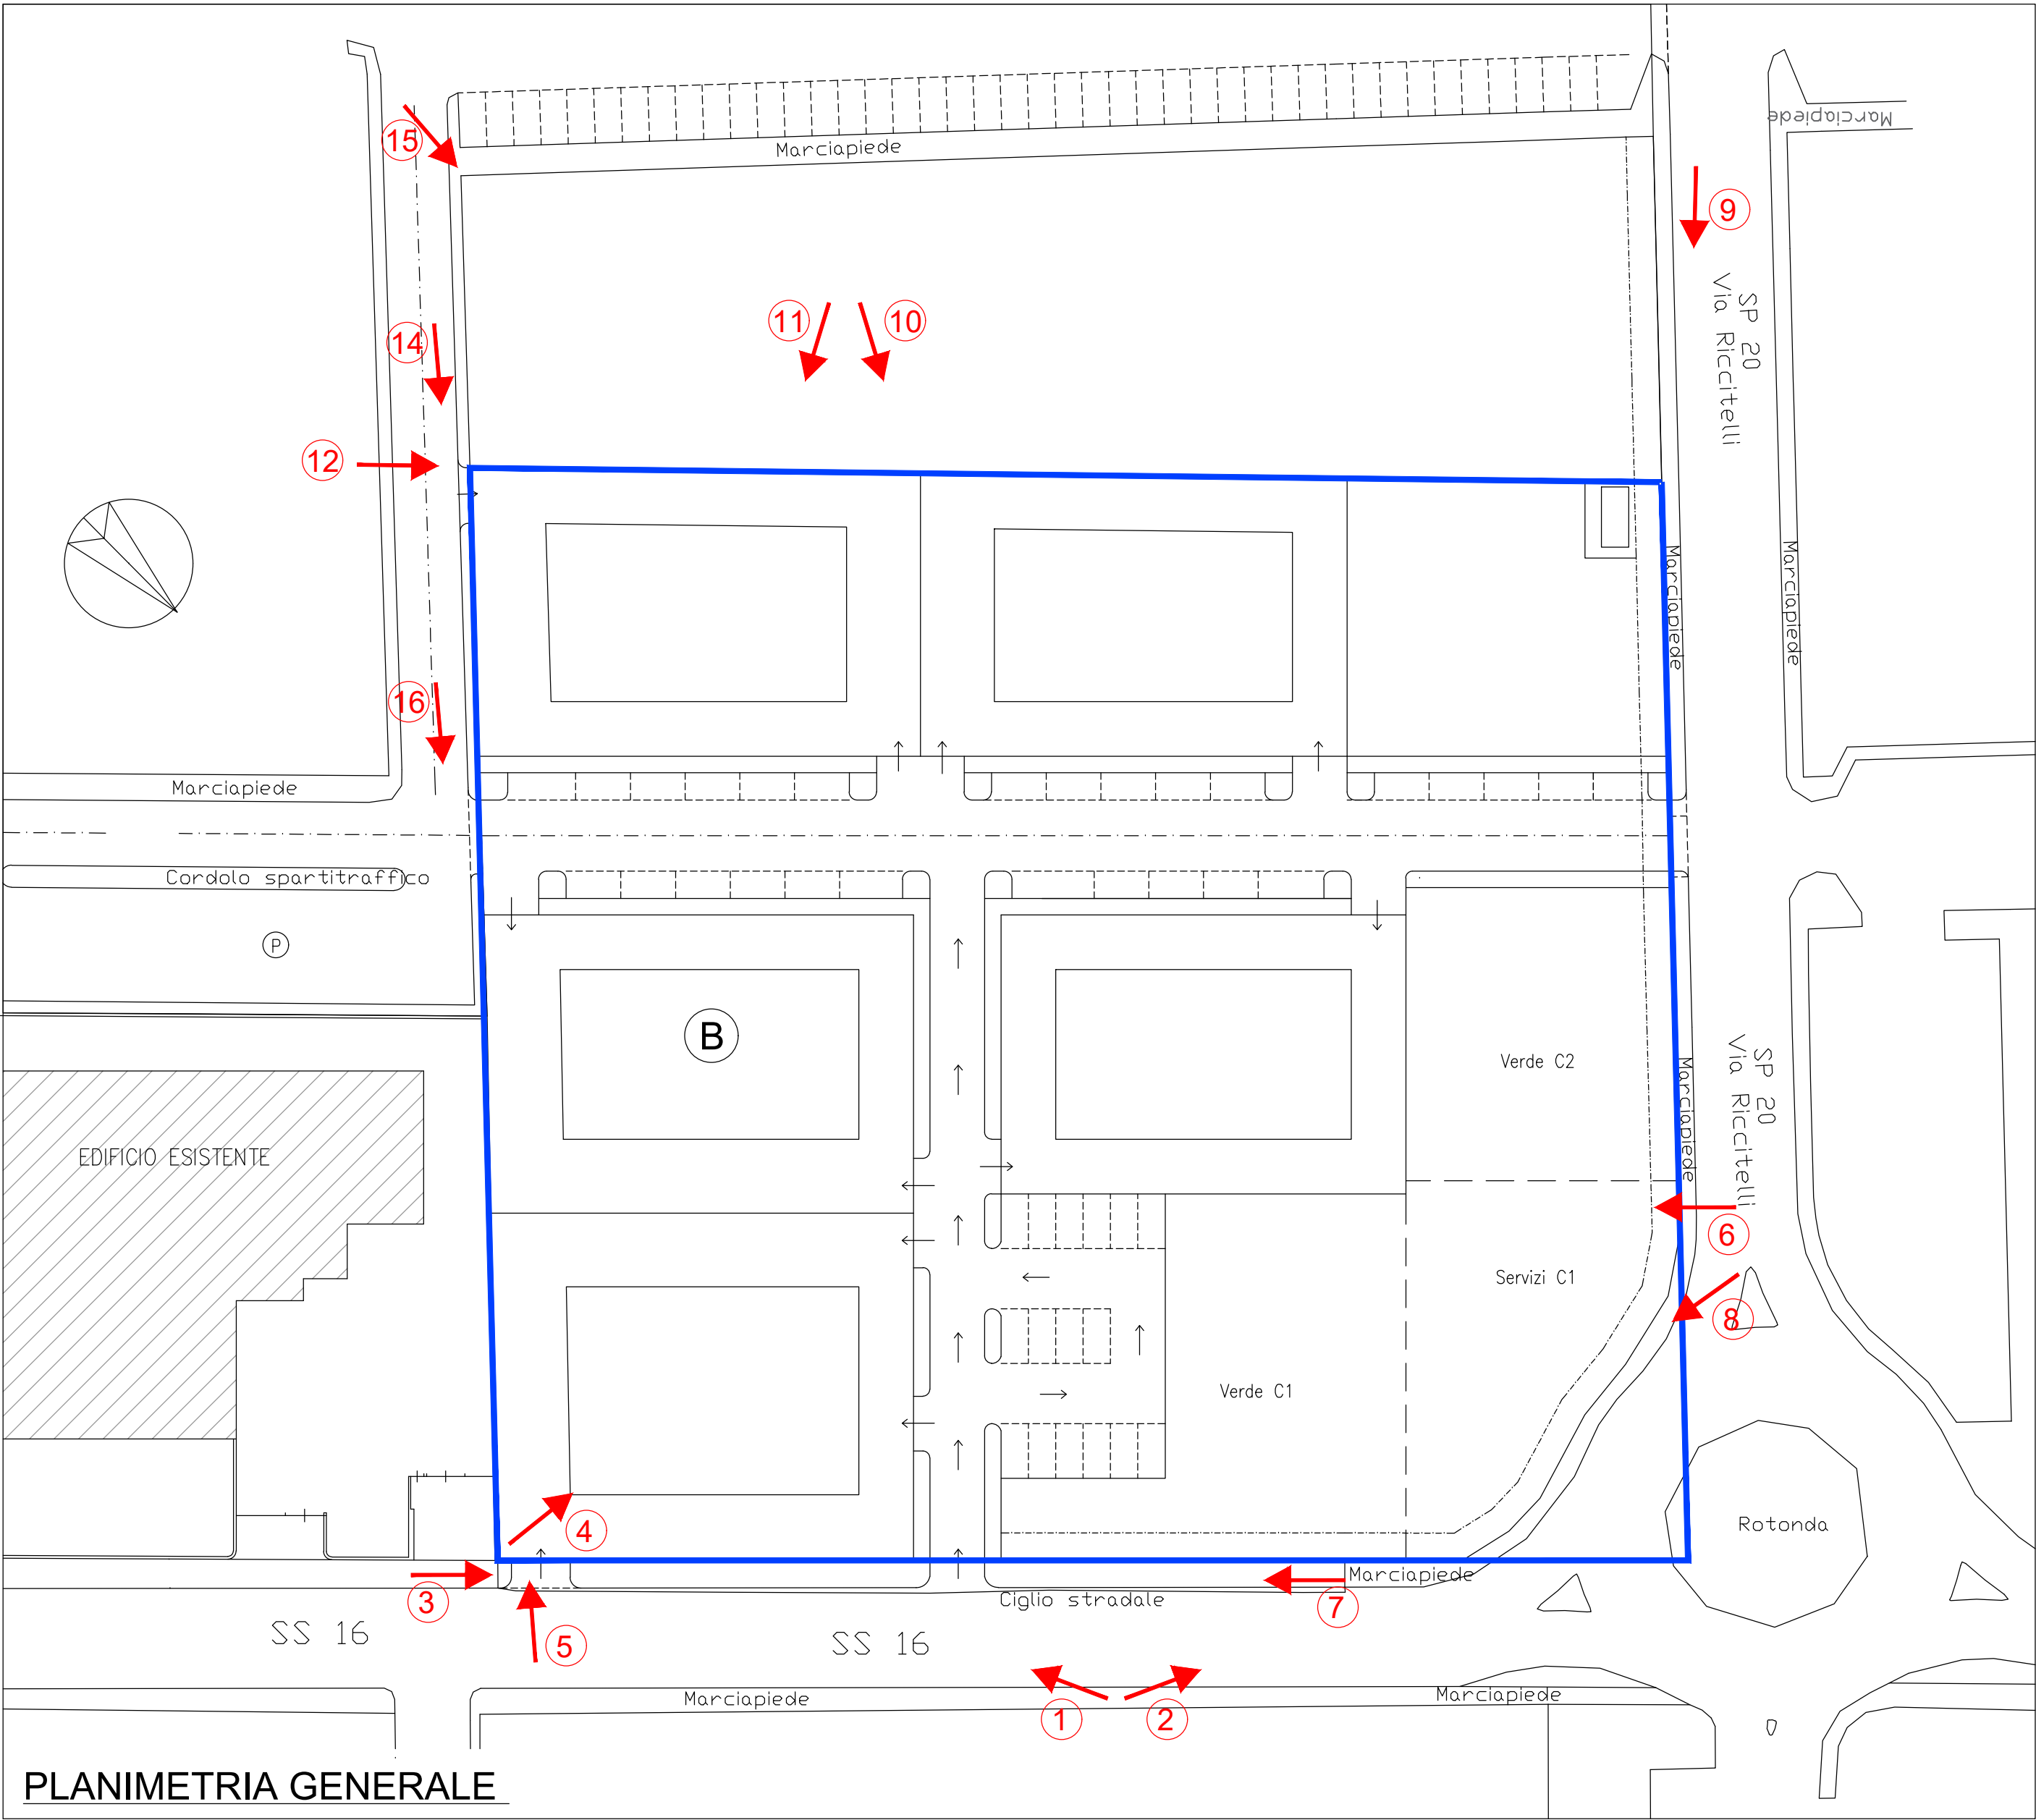 Marciapiede
15
Marciapiede
9
SP 20
Via Riccitelli
11
10
14
12
Marciapiede
Marciapiede
16
Marciapiede
Cordolo spartitraffico
P
B
Verde C2
SP 20
Via Riccitelli
Marciapiede
EDIFICIO ESISTENTE
6
Servizi C1
8
Verde C1
4
Rotonda
3
Marciapiede
7
Ciglio stradale
SS 16
5
SS 16
Marciapiede
Marciapiede
1
2
PLANIMETRIA GENERALE